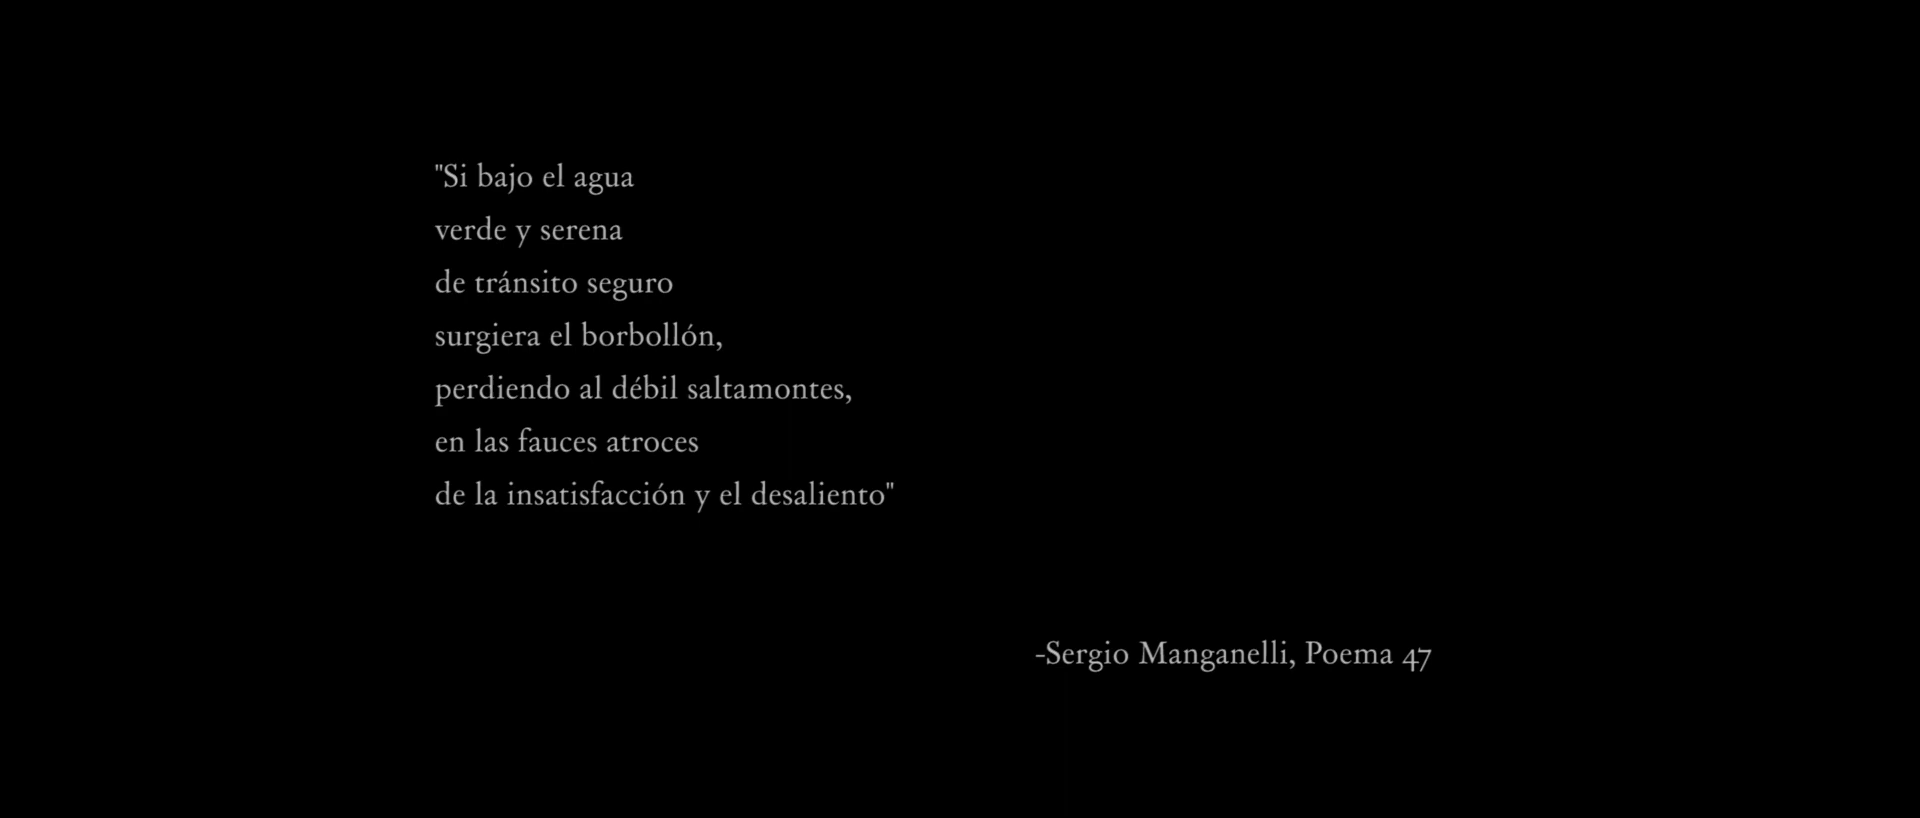 "Si bajo el agua
verde y serena
de tránsito seguro
surgiera el borbollón,
perdiendo al débil saltamontes,
en las fauces atroces
de la insatisfacción y el desaliento"
-Sergio Manganelli, Poema 47